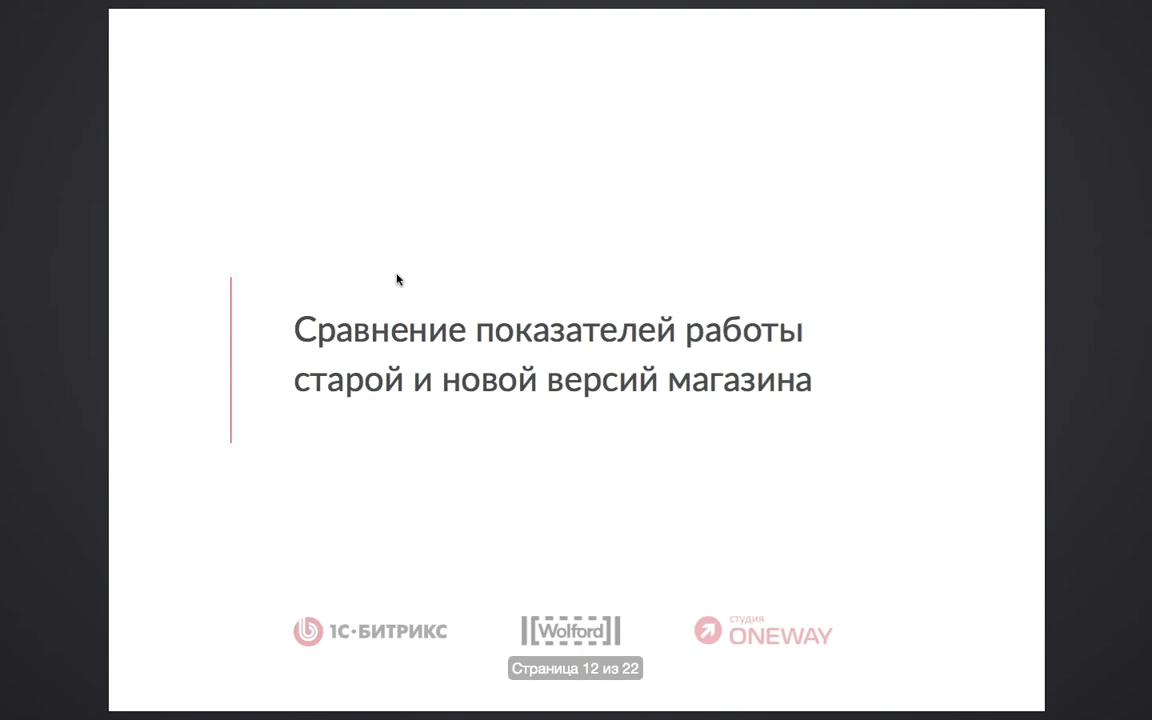 Сравнение показателей работы
старой и новой версий магазина
1С·БИТРИКС
Wolford
СТУДИЯ
ONEWAY
Страница 12 из 22